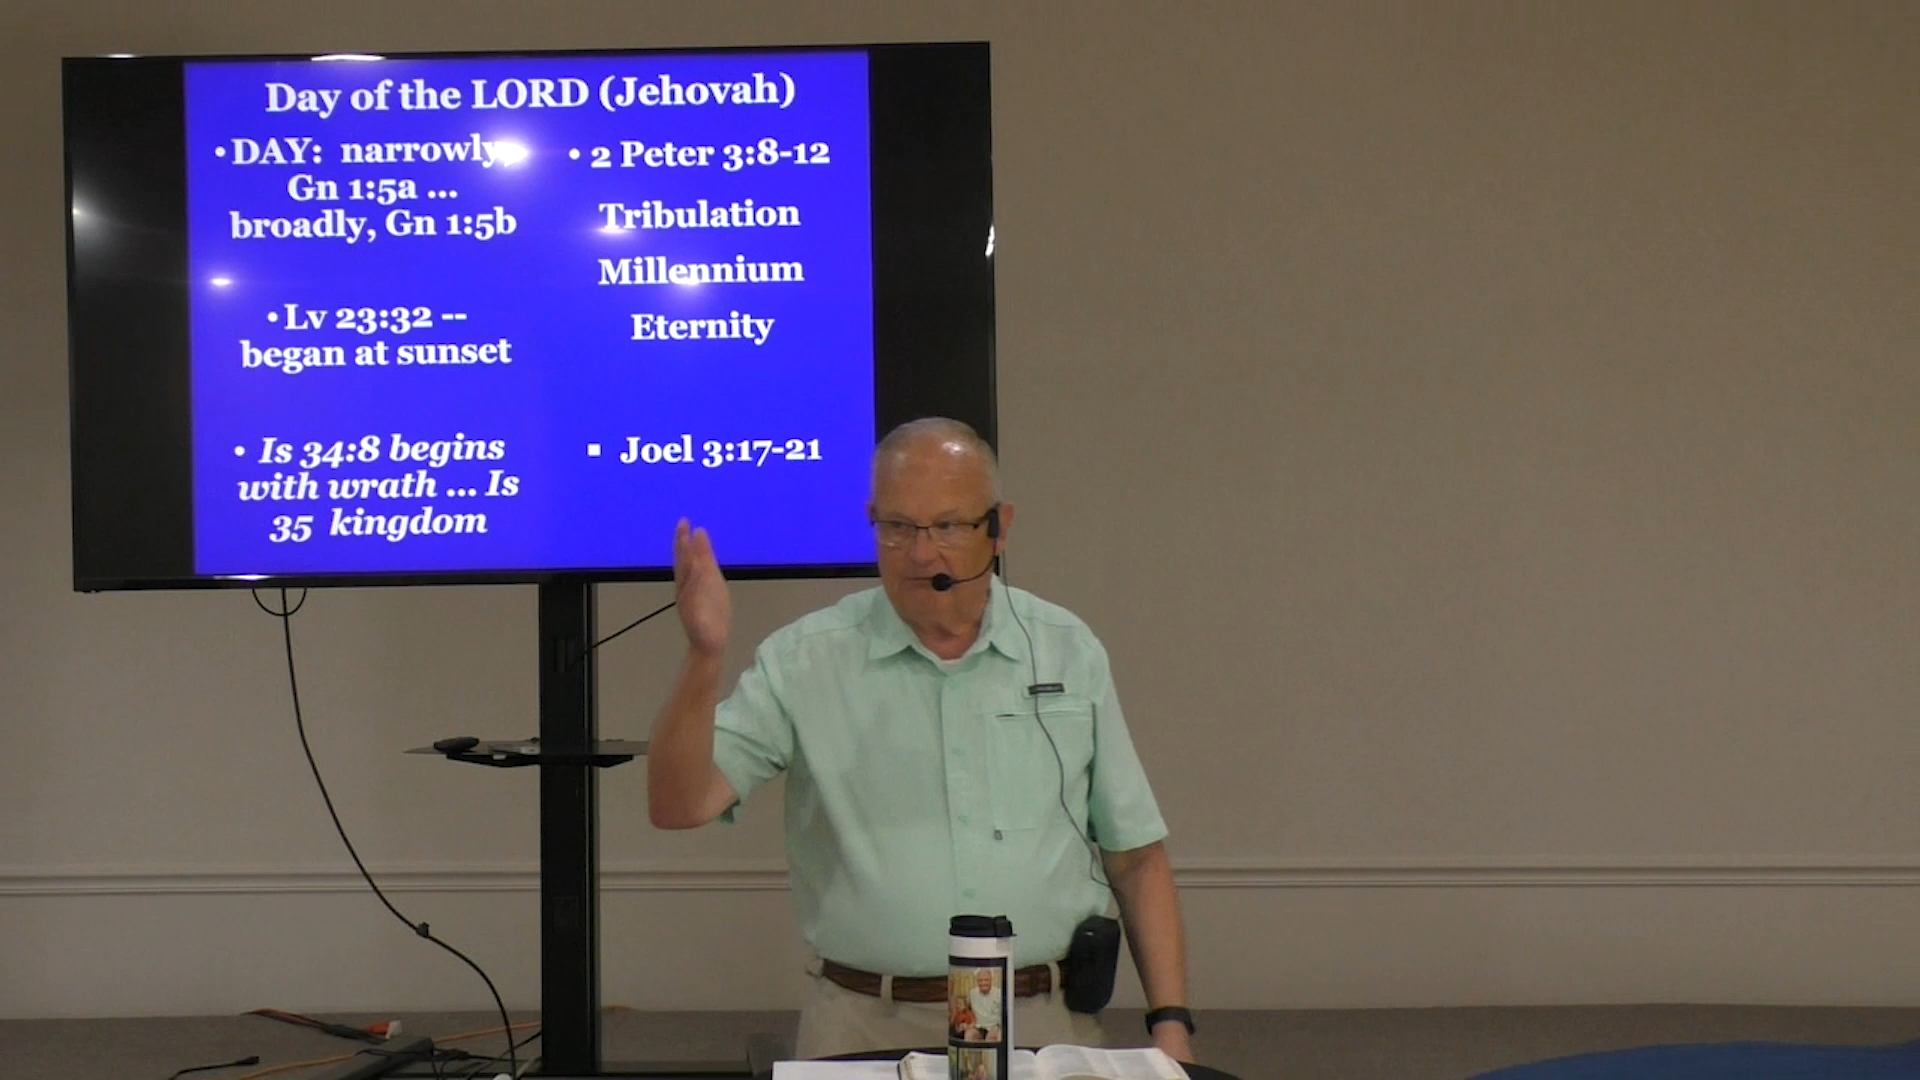 Day of the LORD (Jehovah)
• DAY: narrowly,
Gn 1:5a ...
broadly, Gn 1:5b
• Lv 23:32 --
began at sunset
• Is 34:8 begins
with wrath ... Is
35 kingdom
• 2 Peter 3:8-12
Tribulation
Millennium
Eternity
▪ Joel 3:17-21